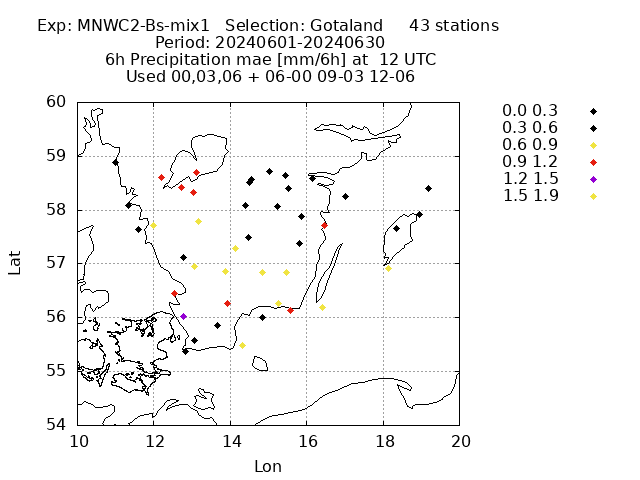 Exp: MNWC2-Bs-mix1   Selection: Gotaland     43 stations
Period: 20240601-20240630
6h Precipitation mae [mm/6h] at  12 UTC
Used 00,03,06 + 06-00 09-03 12-06
0.0 0.3
0.3 0.6
0.6 0.9
0.9 1.2
1.2 1.5
1.5 1.9
60
59
58
57
56
55
54
Lat
10 12 14 16 18 20
Lon